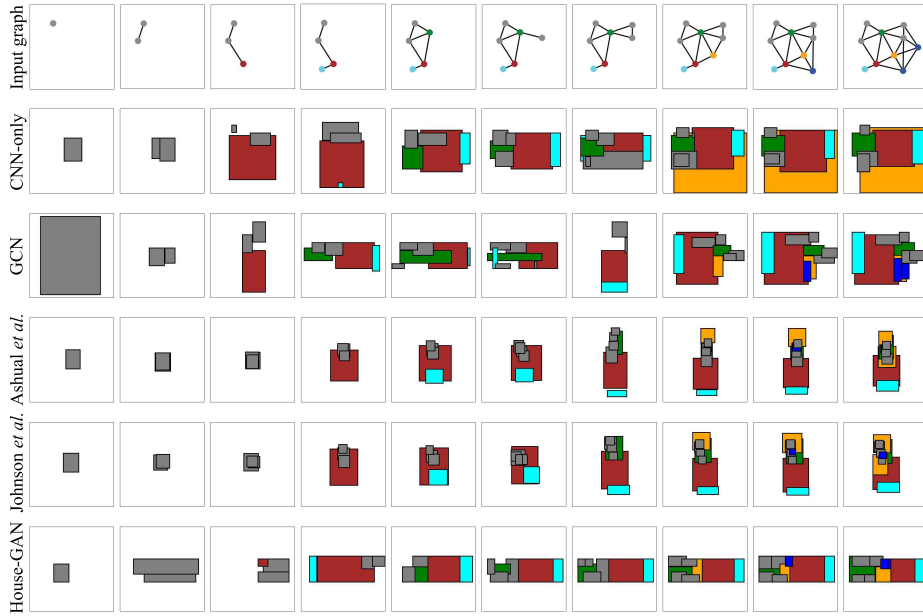 Input graph
CNN-only
GCN
Ashual et al.
Johnson et al.
House-GAN